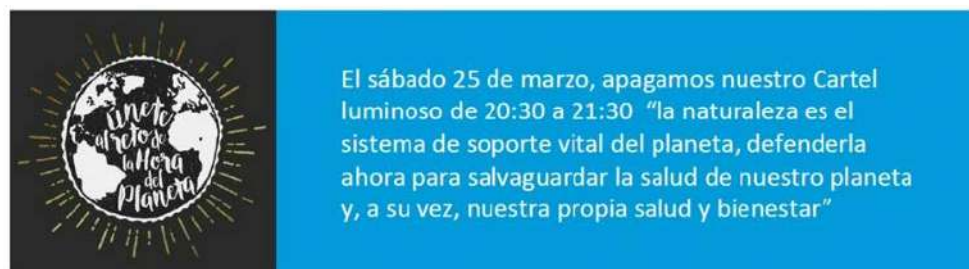 únete
al reto de
la Hora
del
Planeta
El sábado 25 de marzo, apagamos nuestro Cartel
luminoso de 20:30 a 21:30 “la naturaleza es el
sistema de soporte vital del planeta, defenderla
ahora para salvaguardar la salud de nuestro planeta
y, a su vez, nuestra propia salud y bienestar”